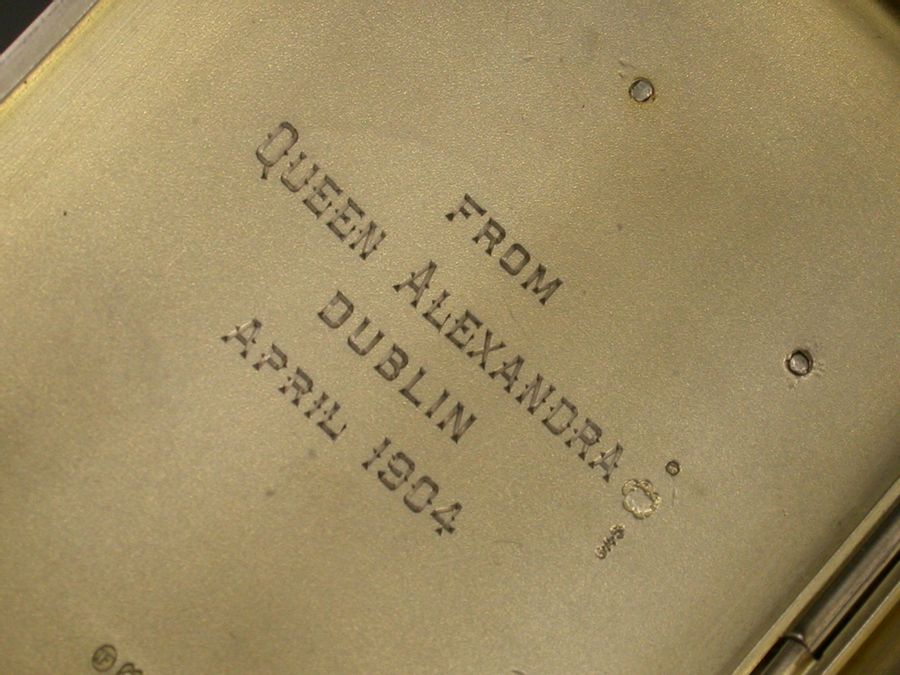 FROM
QUEEN ALEXANDRA
DUBLIN
APRIL 1904